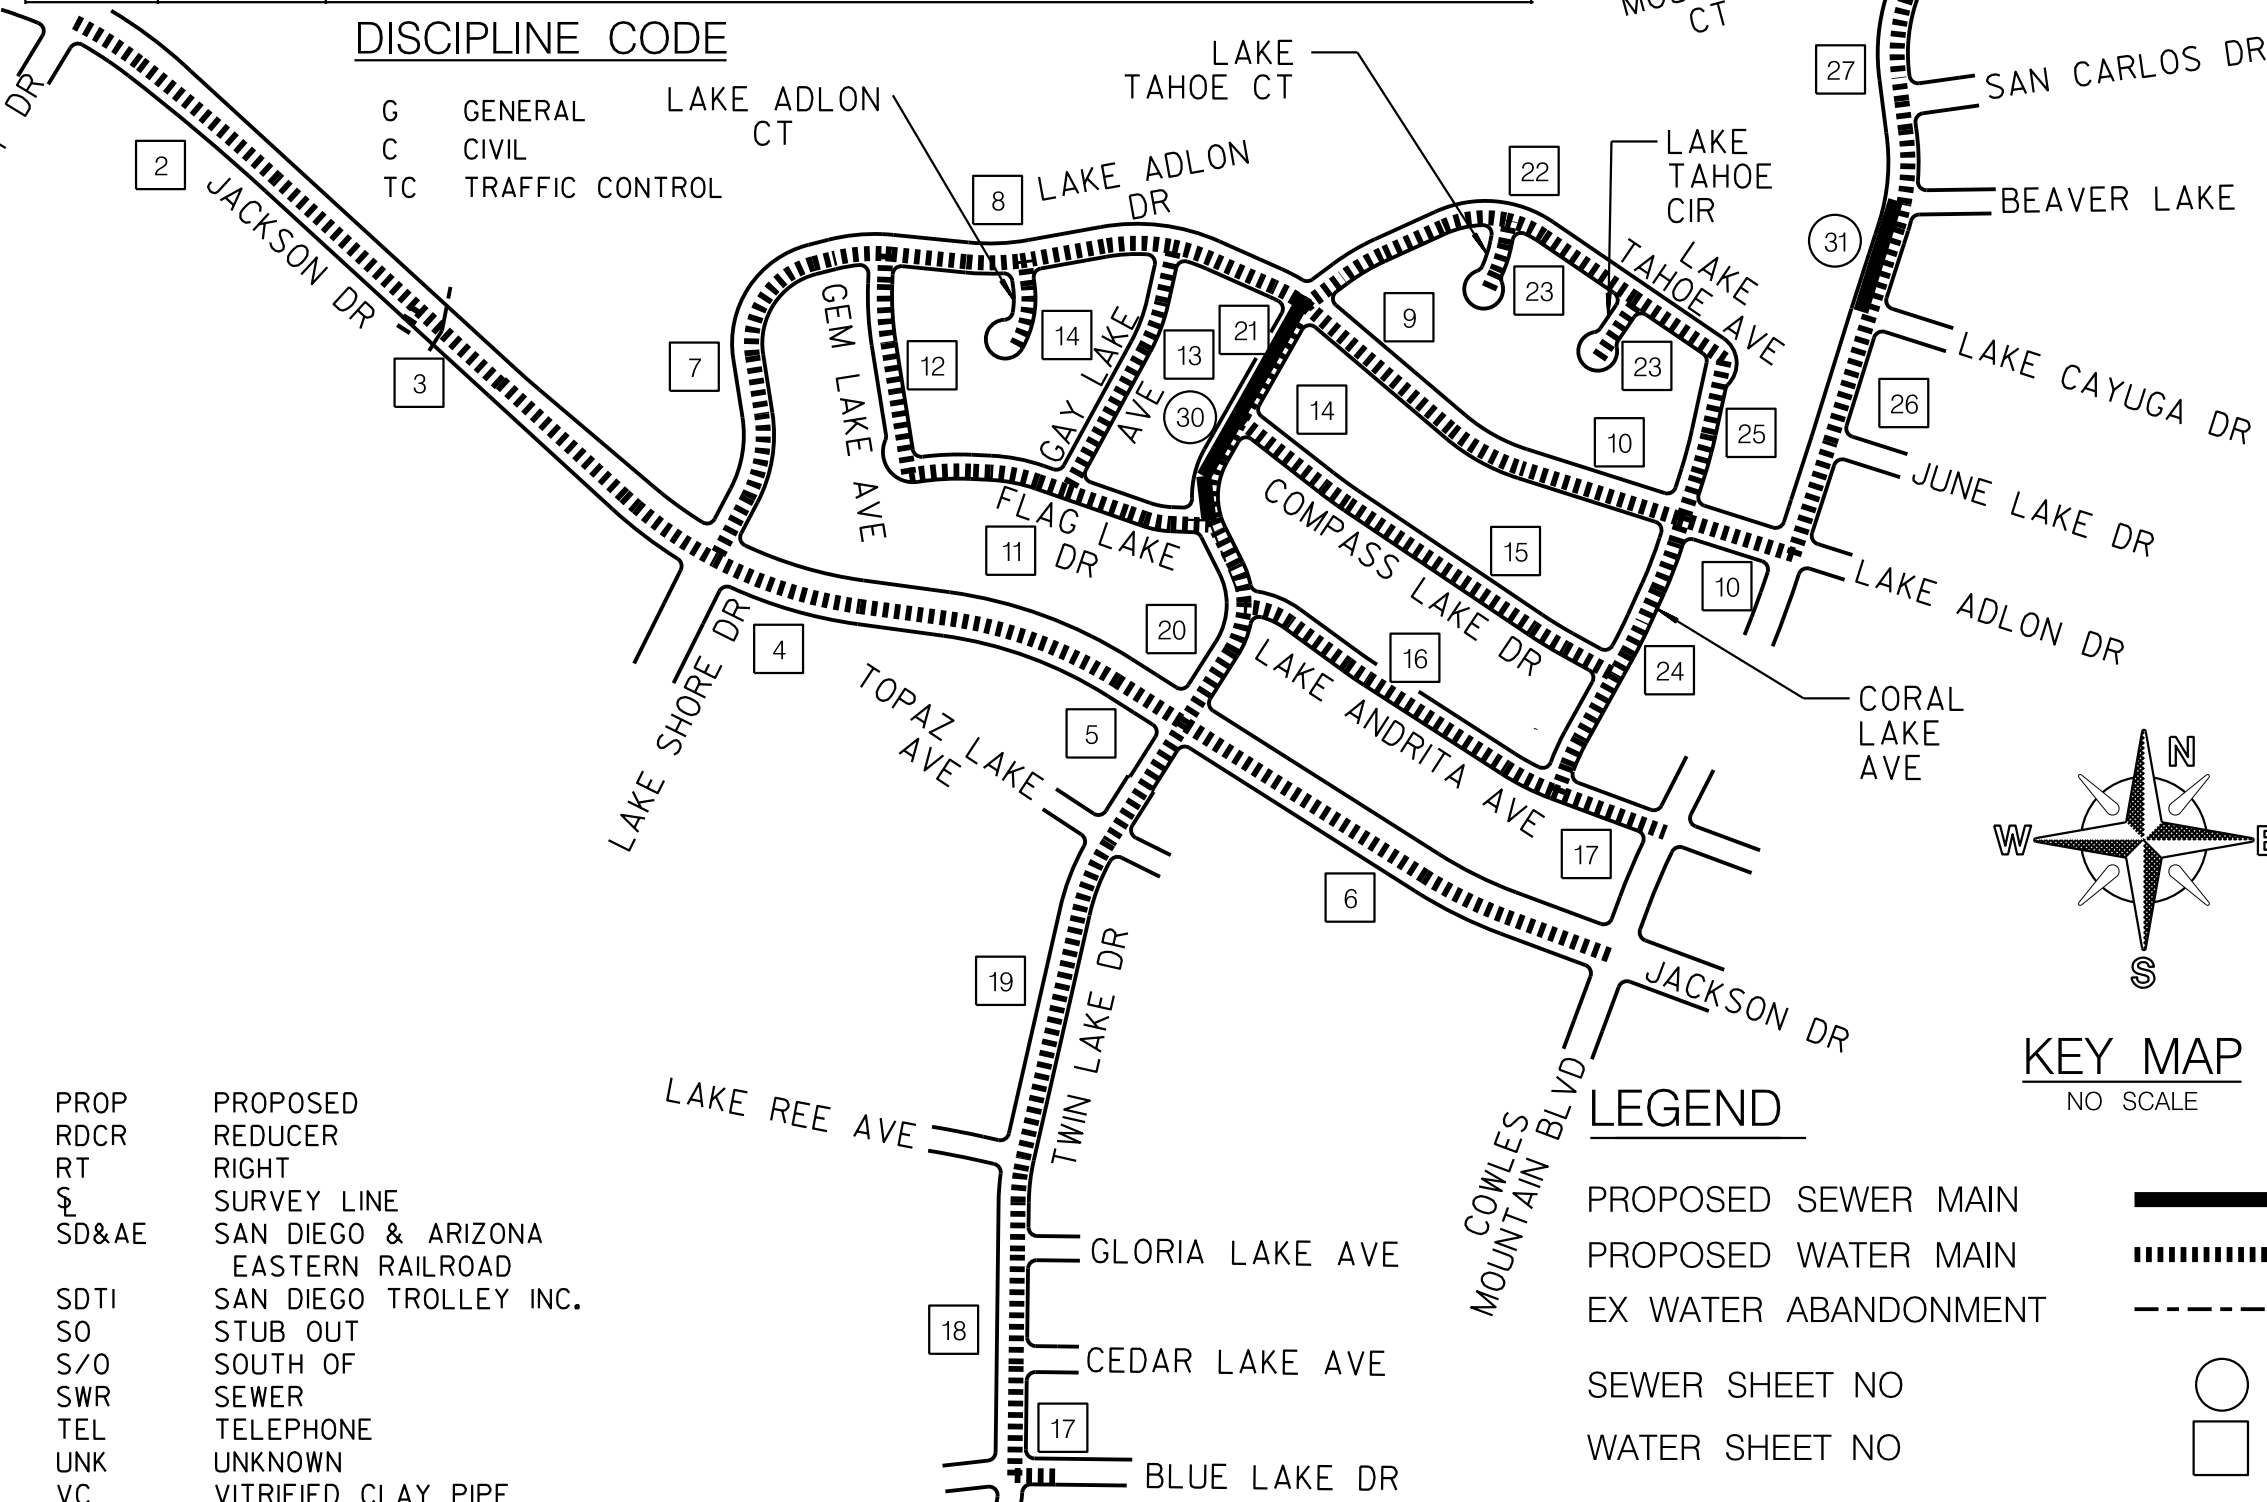 DISCIPLINE CODE
G GENERAL
C CIVIL
TC TRAFFIC CONTROL
DR
CT
LAKE
TAHOE CT
LAKE ADLON
CT
LAKE ADLON
DR
LAKE
TAHOE
CIR
LAKE
TAHOE AVE
SAN CARLOS DR
BEAVER LAKE
LAKE CAYUGA DR
JUNE LAKE DR
LAKE ADLON DR
27
2
8
22
31
JACKSON DR
3
7
GEM LAKE AVE
12
14
GAY LAKE
AVE
13
21
30
9
23
23
14
10
25
26
FLAG LAKE
DR
11
COMPASS LAKE DR
15
10
20
LAKE SHORE DR
4
TOPAZ LAKE
AVE
5
LAKE ANDRITA AVE
16
24
CORAL
LAKE
AVE
17
6
19
TWIN LAKE DR
JACKSON DR
N
W
E
S
KEY MAP
NO SCALE
LAKE REE AVE
COWLES
MOUNTAIN BLVD
GLORIA LAKE AVE
18
CEDAR LAKE AVE
17
BLUE LAKE DR
LEGEND
PROPOSED SEWER MAIN
PROPOSED WATER MAIN
EX WATER ABANDONMENT
SEWER SHEET NO
WATER SHEET NO
PROP PROPOSED
RDCR REDUCER
RT RIGHT
SURVEY LINE
SD&AE SAN DIEGO & ARIZONA
EASTERN RAILROAD
SDTI SAN DIEGO TROLLEY INC.
SO STUB OUT
S/O SOUTH OF
SWR SEWER
TEL TELEPHONE
UNK UNKNOWN
VC VITRIFIED CLAY PIPE